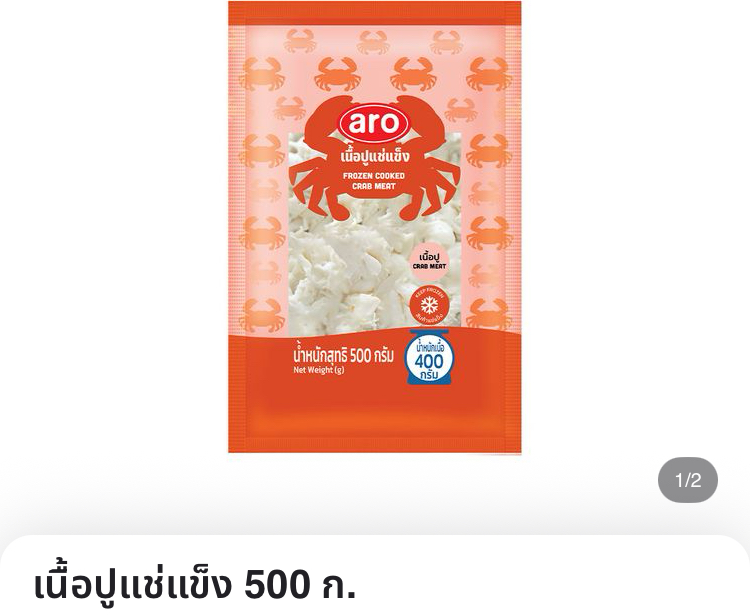 aro
เนื้อปูแช่แข็ง
FROZEN COOKED
CRAB MEAT
เนื้อปู
CRAB MEAT
KEEP FROZEN
น้ำหนักสุทธิ 500 กรัม
Net Weight (g)
น้ำหนักเนื้อ
400
กรัม
1/2
เนื้อปูแช่แข็ง 500 ก.